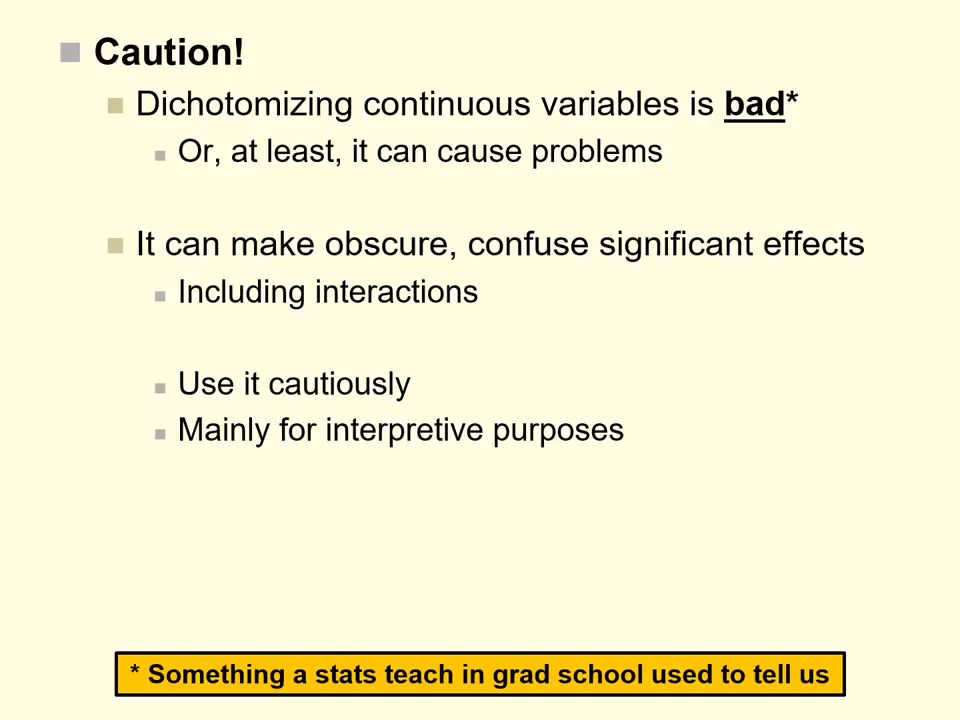 Caution!
Dichotomizing continuous variables is bad*
Or, at least, it can cause problems
It can make obscure, confuse significant effects
Including interactions
Use it cautiously
Mainly for interpretive purposes
* Something a stats teach in grad school used to tell us